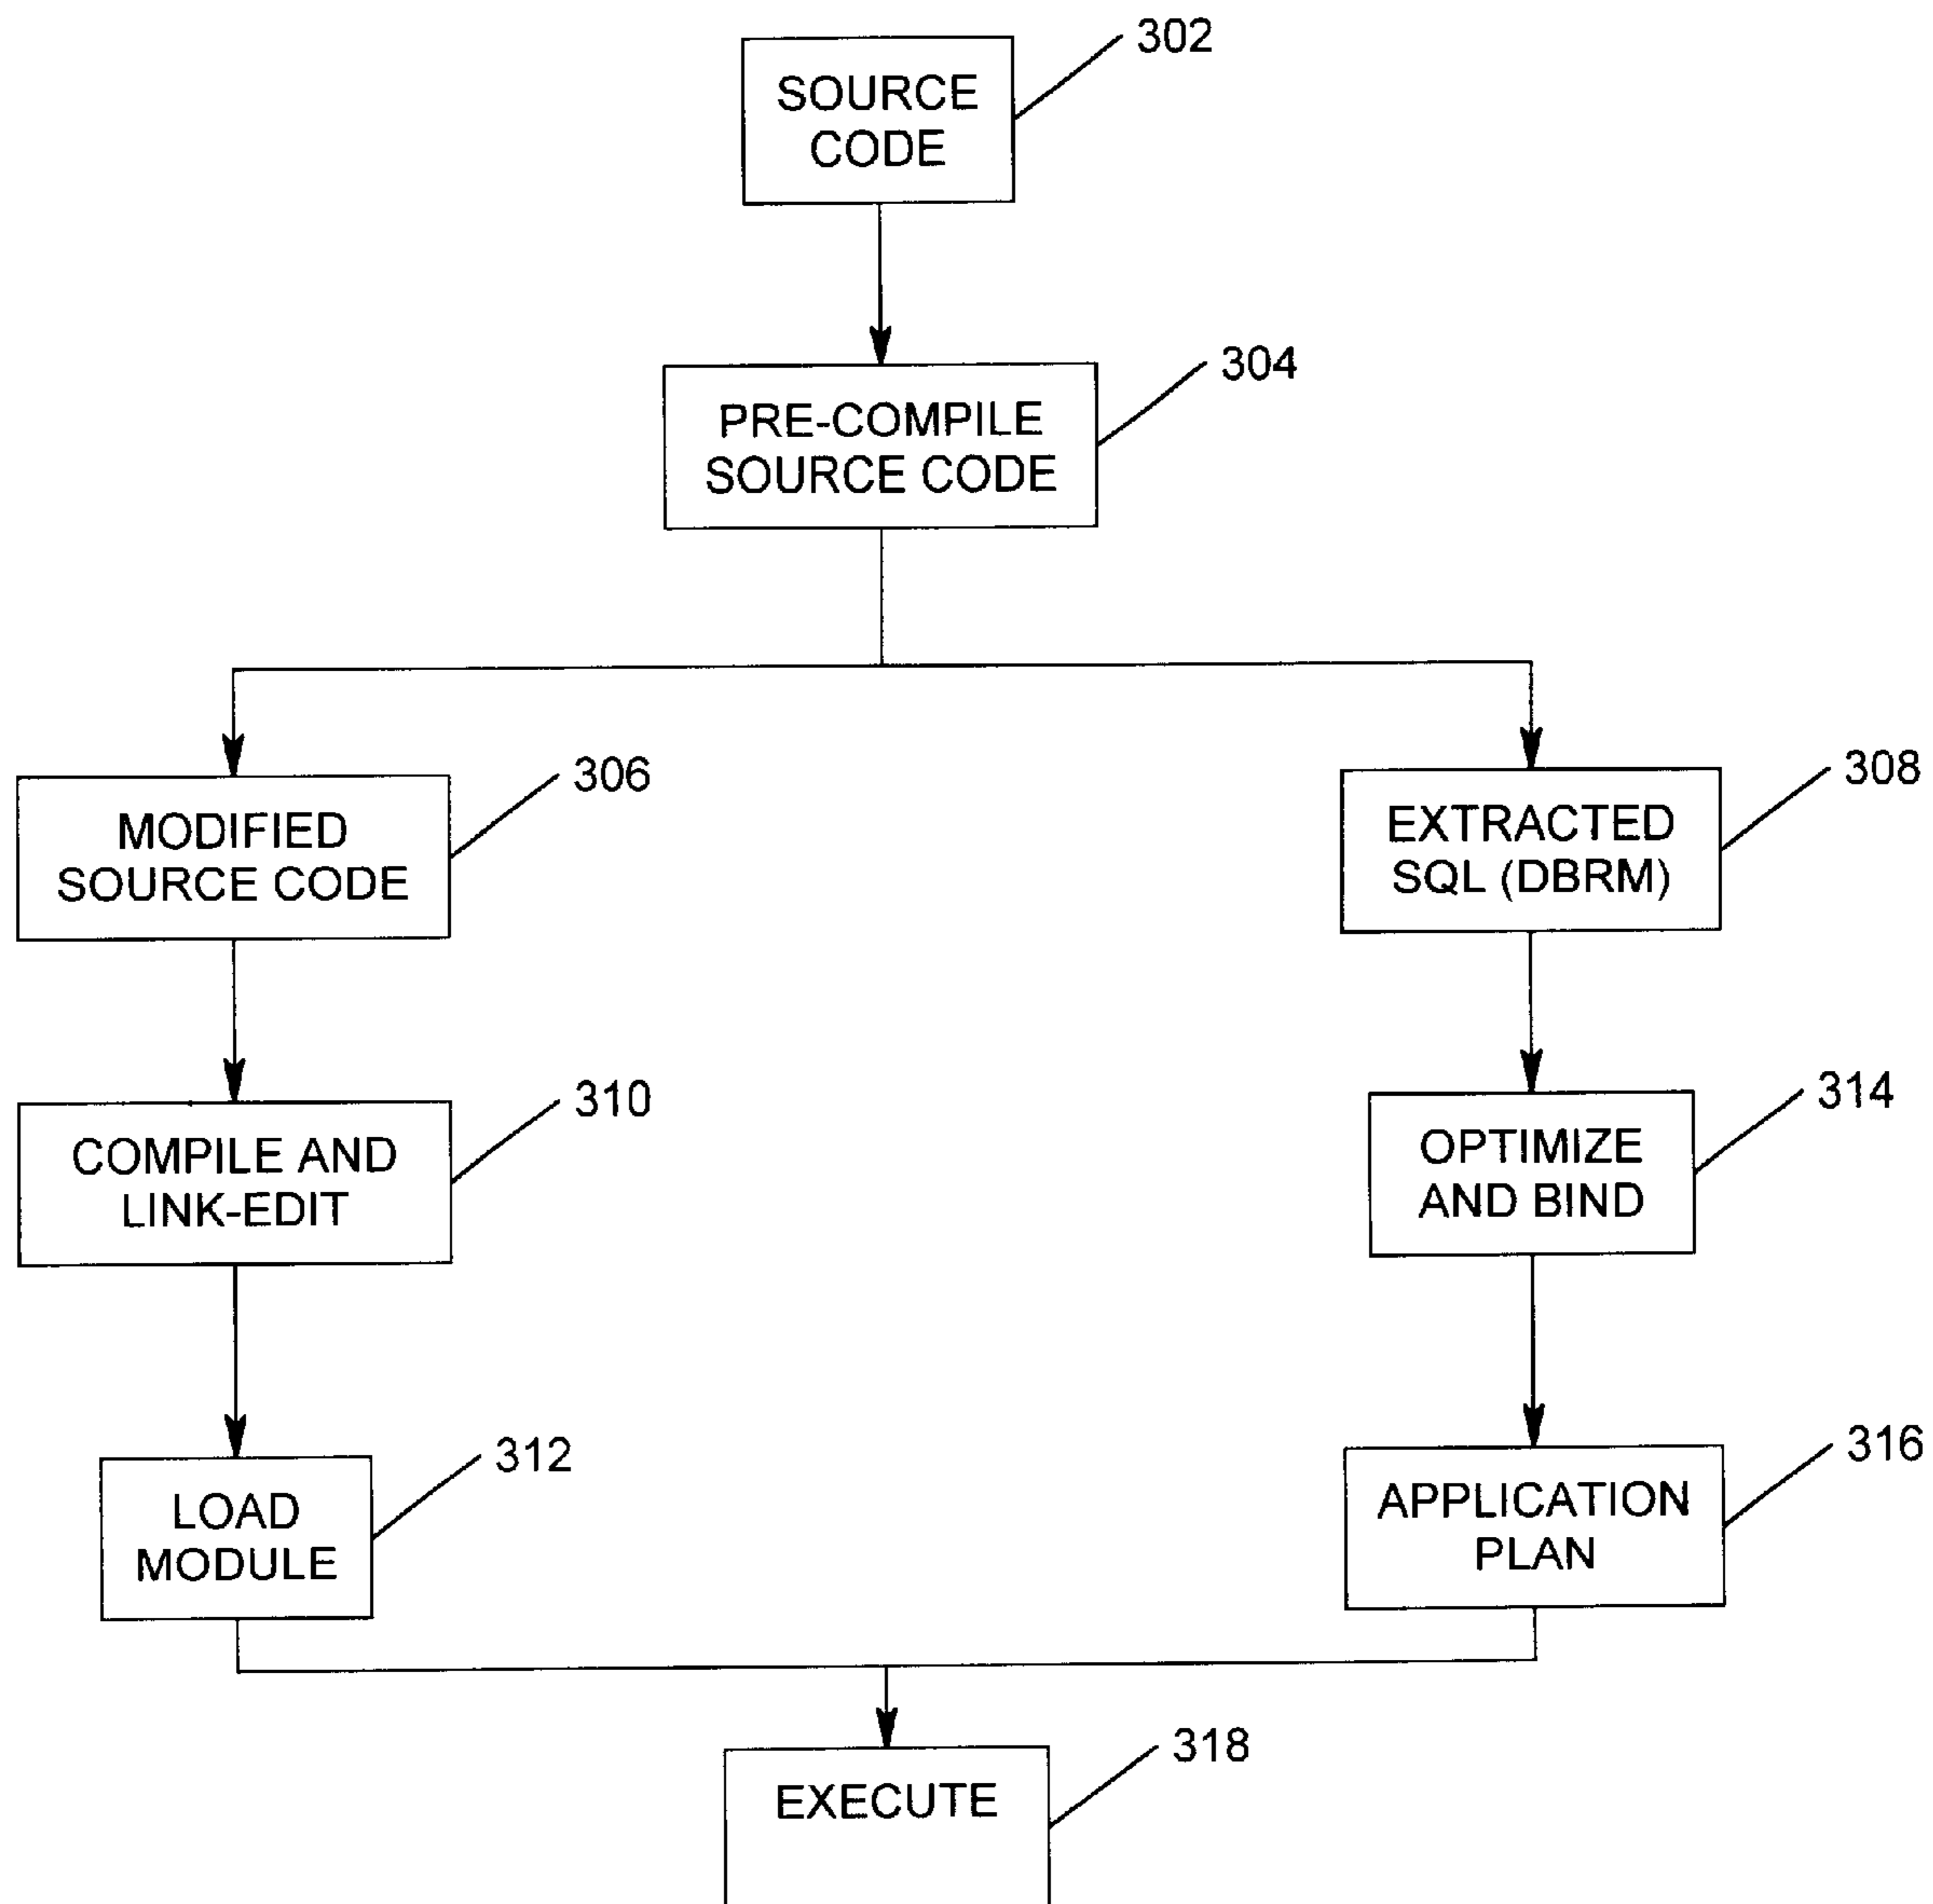 302
SOURCE
CODE
304
PRE-COMPILE
SOURCE CODE
306
MODIFIED
SOURCE CODE
308
EXTRACTED
SQL (DBRM)
310
COMPILE AND
LINK-EDIT
314
OPTIMIZE
AND BIND
312
LOAD
MODULE
316
APPLICATION
PLAN
318
EXECUTE